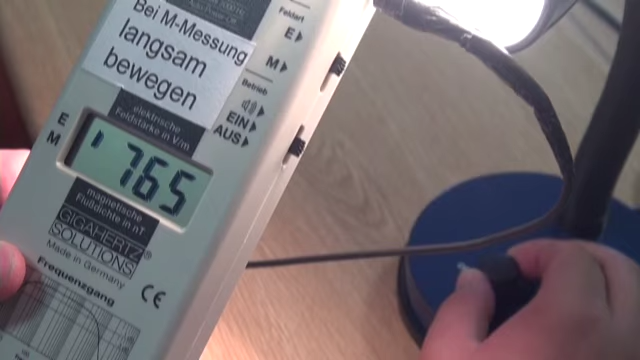 Bei M-Messung
langsam
bewegen
Feldart
E
M
Betrieb
EIN
AUS
elektrische
Feldstärke in V/m
E
M
' 765
magnetische
Flußdichte in nT
GIGAHERTZ
SOLUTIONS®
Made in Germany
CE
Frequenzgang